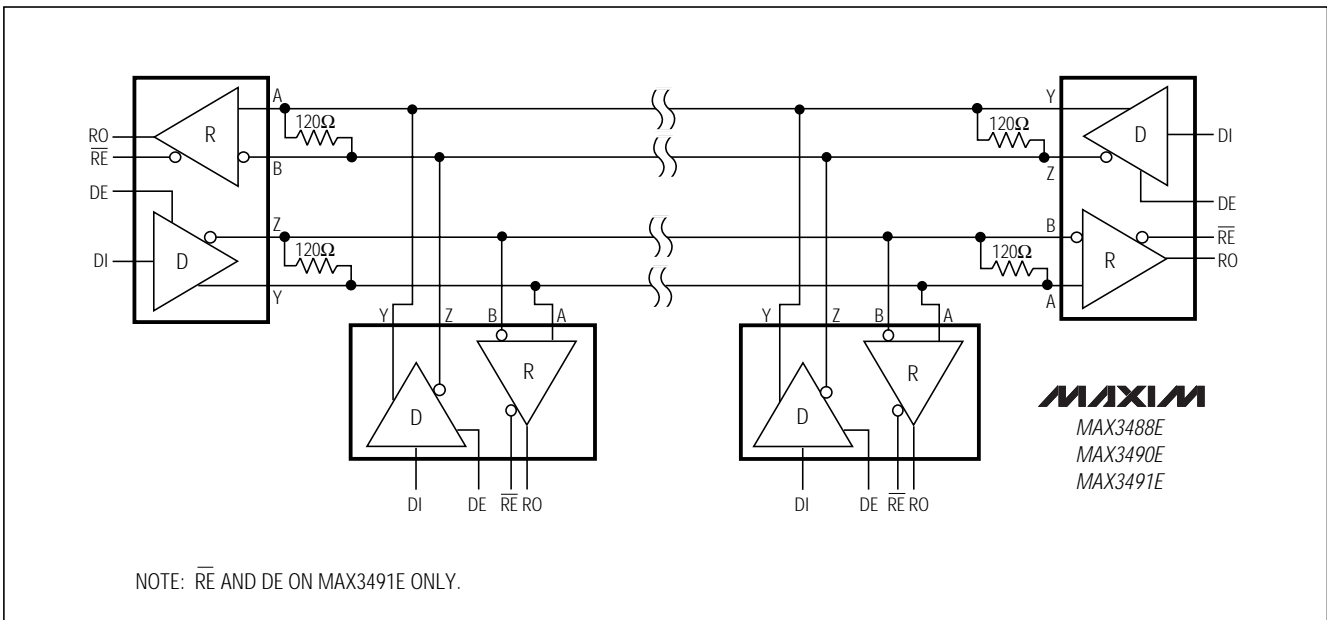 A
Y
120Ω
120Ω
RO
R
D
DI
RE
B
Z
DE
DE
Z
B
RE
120Ω
120Ω
DI
D
R
RO
Y
A
Y Z B A
Y Z B A
R
R
D
D
DI DE RE RO
DI DE RE RO
MAXIM
MAX3488E
MAX3490E
MAX3491E
NOTE: RE AND DE ON MAX3491E ONLY.